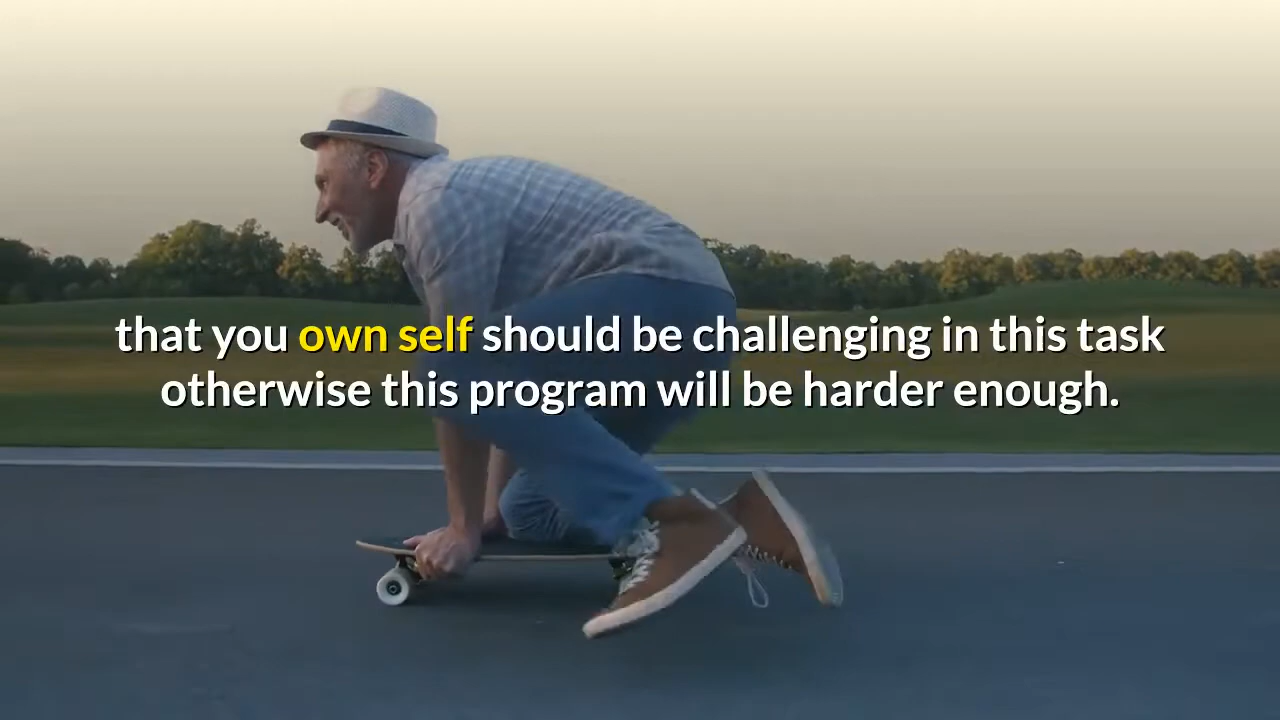 that you own self should be challenging in this task
otherwise this program will be harder enough.